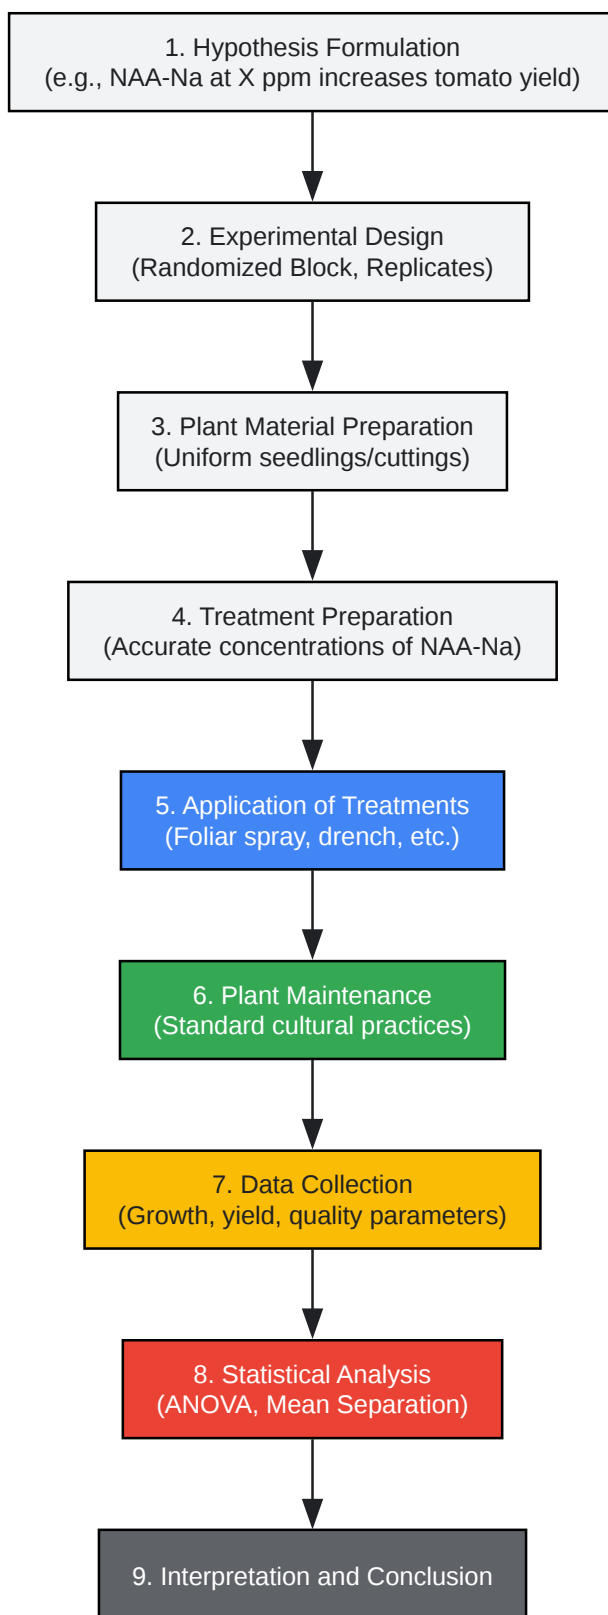 1. Hypothesis Formulation
(e.g., NAA-Na at X ppm increases tomato yield)
2. Experimental Design
(Randomized Block, Replicates)
3. Plant Material Preparation
(Uniform seedlings/cuttings)
4. Treatment Preparation
(Accurate concentrations of NAA-Na)
5. Application of Treatments
(Foliar spray, drench, etc.)
6. Plant Maintenance
(Standard cultural practices)
7. Data Collection
(Growth, yield, quality parameters)
8. Statistical Analysis
(ANOVA, Mean Separation)
9. Interpretation and Conclusion